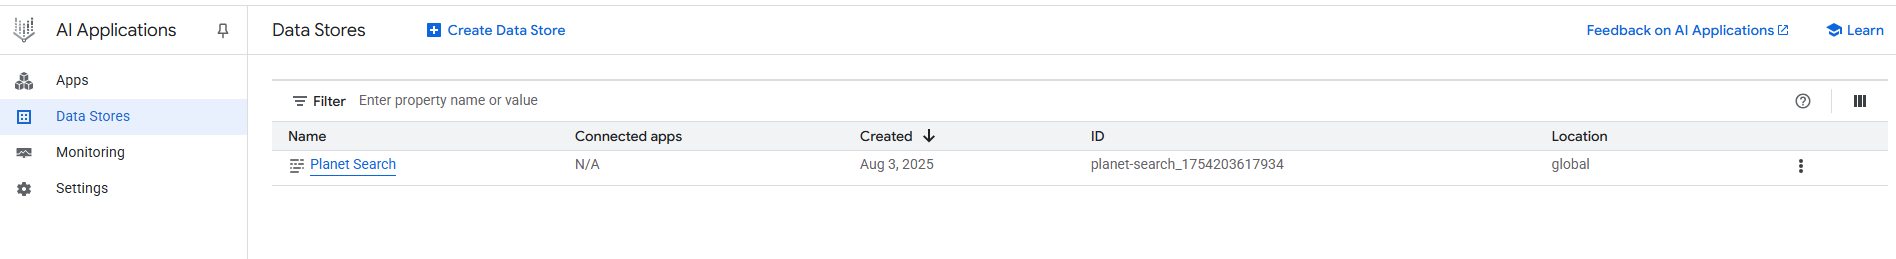 AI Applications
Data Stores
Create Data Store
Feedback on AI Applications
Learn
Apps
Data Stores
Monitoring
Settings
Filter Enter property name or value
Name Connected apps Created ID Location
Planet Search N/A Aug 3, 2025 planet-search_1754203617934 global